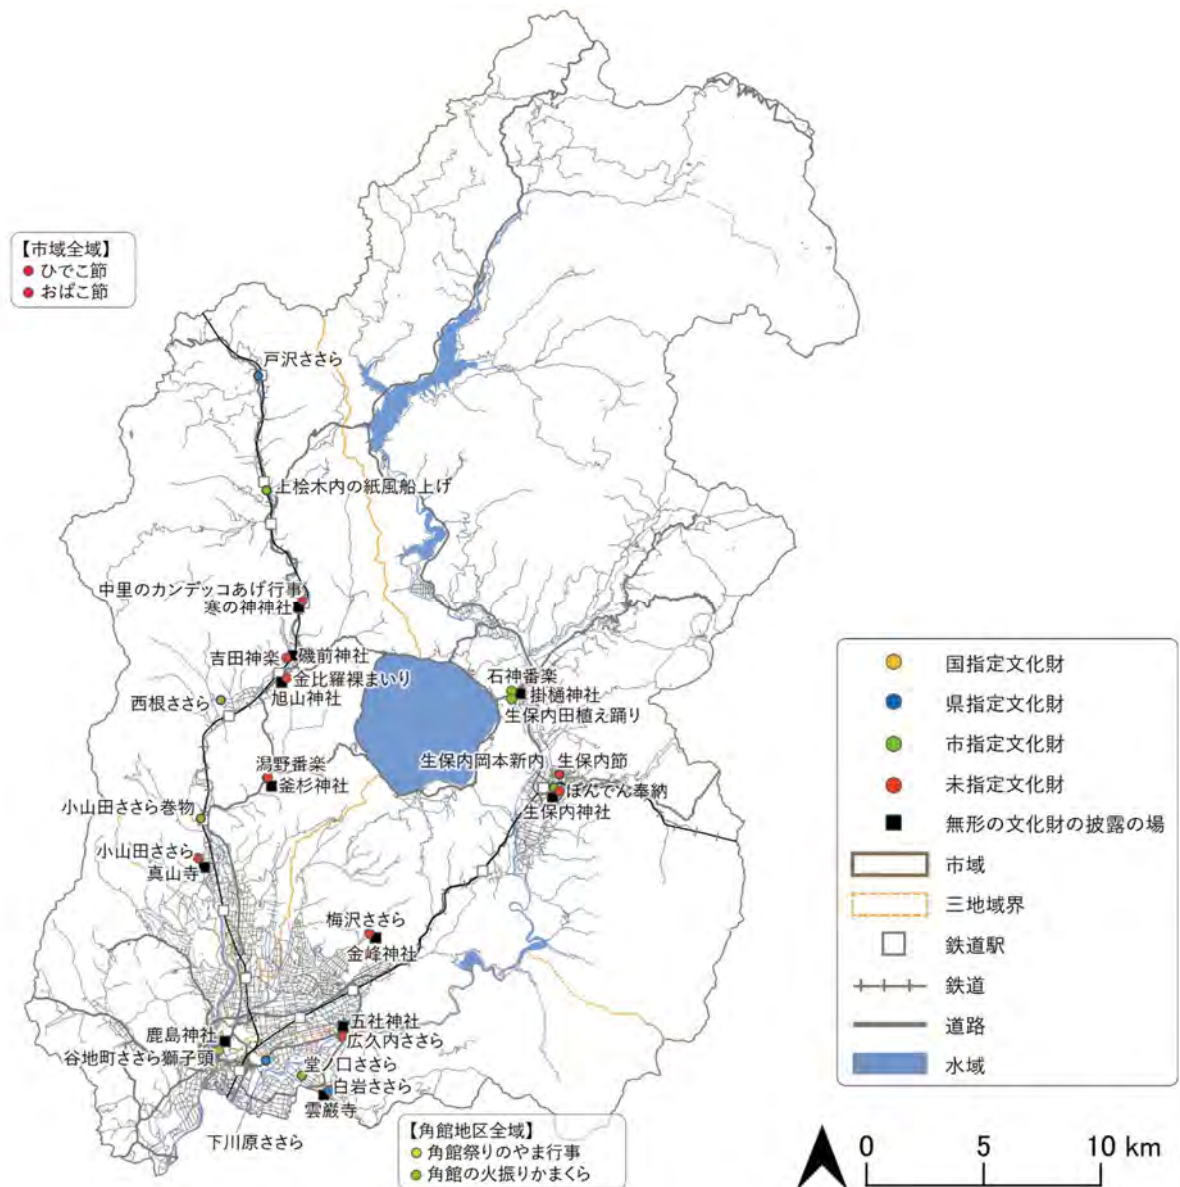 【市域全域】
ひでこ節
おばこ節
戸沢ささら
上桧木内の紙風船上げ
中里のカンデッコあげ行事
寒の神神社
吉田神楽
磯前神社
金比羅裸まいり
旭山神社
西根ささら
石神番楽
掛樋神社
生保内田植え踊り
潟野番楽
釜杉神社
生保内岡本新内
生保内節
ぼんでん奉納
生保内神社
小山田ささら巻物
小山田ささら
真山寺
梅沢ささら
金峰神社
五社神社
広久内ささら
鹿島神社
谷地町ささら獅子頭
堂ノ口ささら
白岩ささら
雲巌寺
下川原ささら
【角館地区全域】
角館祭りのやま行事
角館の火振りかまくら
国指定文化財
県指定文化財
市指定文化財
未指定文化財
無形の文化財の披露の場
市域
三地域界
鉄道駅
鉄道
道路
水域
0 5 10 km